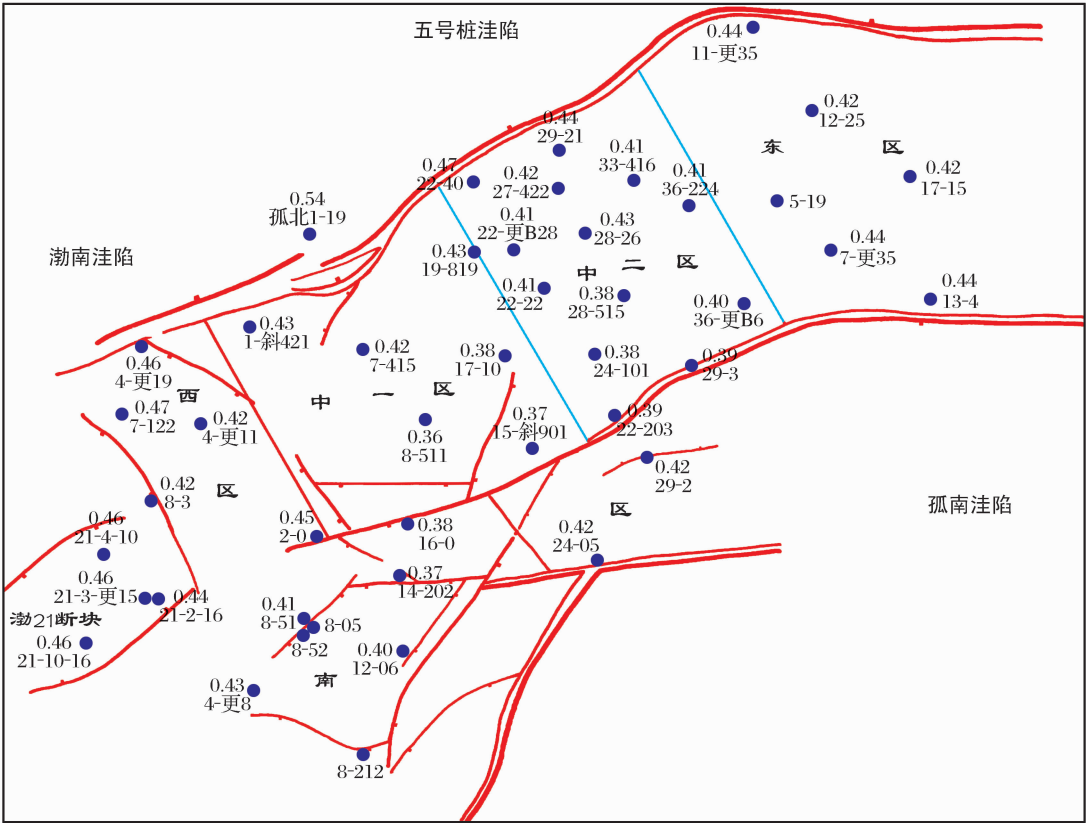 五号桩洼陷
0.44
11-更35
0.42
12-25
东
区
0.42
17-15
5-19
0.44
7-更35
0.44
13-4
0.44
29-21
0.41
33-416
0.41
36-224
0.47
22-40
0.42
27-422
0.41
22-更B28
0.43
28-26
0.43
19-819
中
二
区
0.41
22-22
0.38
28-515
0.40
36-更B6
0.38
24-101
0.39
29-3
0.39
22-203
0.54
孤北1-19
渤南洼陷
0.43
1-斜421
0.42
7-415
0.38
17-10
中
一
区
0.36
8-511
0.37
15-斜901
0.46
4-更19
西
0.47
7-122
0.42
4-更11
区
0.42
8-3
0.46
21-4-10
0.46
21-3-更15
0.44
21-2-16
渤21断块
0.46
21-10-16
0.45
2-0
0.38
16-0
0.37
14-202
0.42
29-2
区
0.42
24-05
孤南洼陷
0.41
8-51
8-05
8-52
0.40
12-06
南
0.43
4-更8
8-212